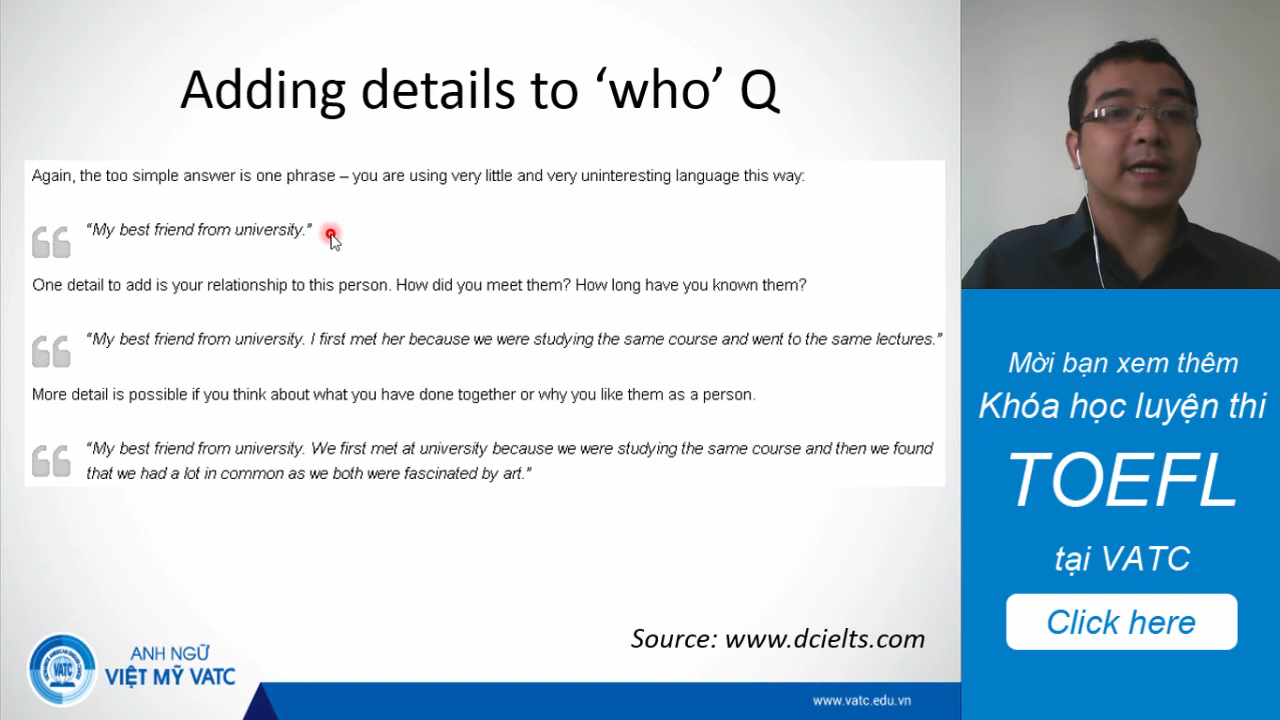 Adding details to ‘who’ Q
Again, the too simple answer is one phrase – you are using very little and very uninteresting language this way:
“My best friend from university.”
One detail to add is your relationship to this person. How did you meet them? How long have you known them?
“My best friend from university. I first met her because we were studying the same course and went to the same lectures.”
More detail is possible if you think about what you have done together or why you like them as a person.
“My best friend from university. We first met at university because we were studying the same course and then we found
that we had a lot in common as we both were fascinated by art.”
Source: www.dcielts.com
VATC
ANH NGỮ
VIỆT MỸ VATC
www.vatc.edu.vn
Mời bạn xem thêm
Khóa học luyện thi
TOEFL
tại VATC
Click here